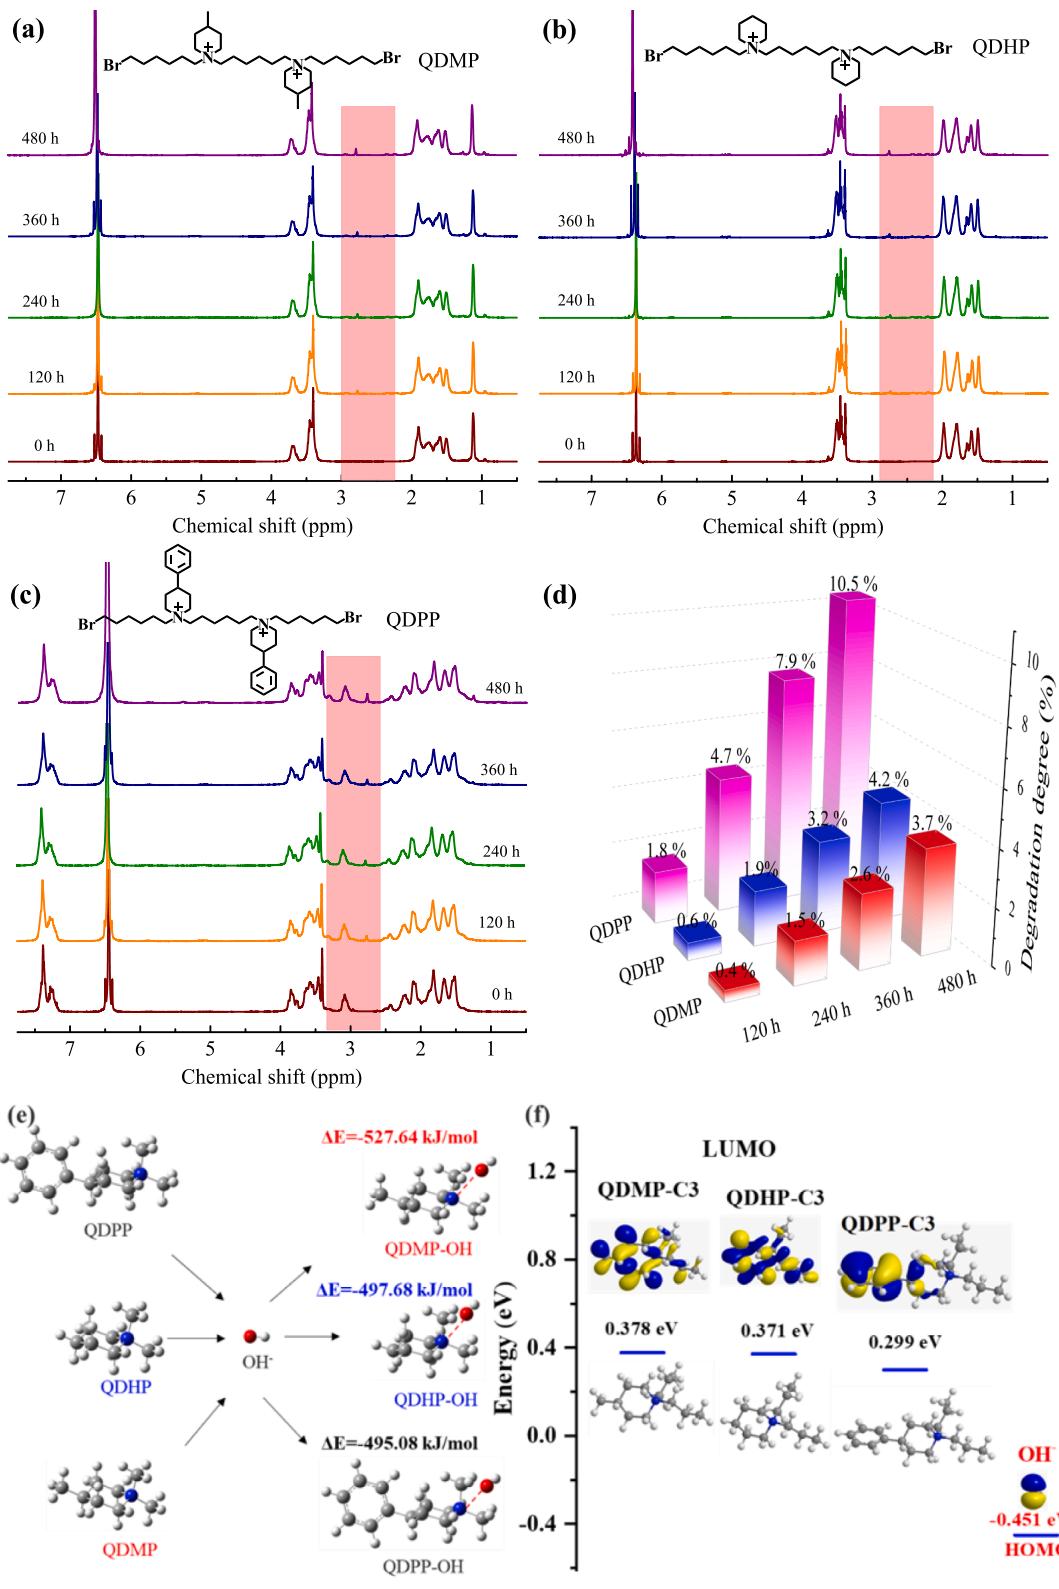 (a)
Br
N
+
N
+
Br
QDMP
480 h
360 h
240 h
120 h
0 h
7 6 5 4 3 2 1
Chemical shift (ppm)
(b)
Br
N
+
N
+
Br
QDHP
480 h
360 h
240 h
120 h
0 h
7 6 5 4 3 2 1
Chemical shift (ppm)
(c)
Br
N
+
N
+
Br
QDPP
480 h
360 h
240 h
120 h
0 h
7 6 5 4 3 2 1
Chemical shift (ppm)
(d)
10.5 %
7.9 %
4.7 %
1.8 %
4.2 %
3.2 %
1.9%
0.6 %
3.7 %
2.6 %
1.5 %
0.4 %
QDPP
QDHP
QDMP
120 h
240 h
360 h
480 h
10
8
6
4
2
0
Degradation degree (%)
(e)
QDPP
QDHP
QDMP
OH-
ΔE=-527.64 kJ/mol
QDMP-OH
ΔE=-497.68 kJ/mol
QDHP-OH
ΔE=-495.08 kJ/mol
QDPP-OH
(f)
LUMO
Energy (eV)
1.2
0.8
0.4
0.0
-0.4
QDMP-C3
0.378 eV
QDHP-C3
0.371 eV
QDPP-C3
0.299 eV
OH-
-0.451 eV
HOMO